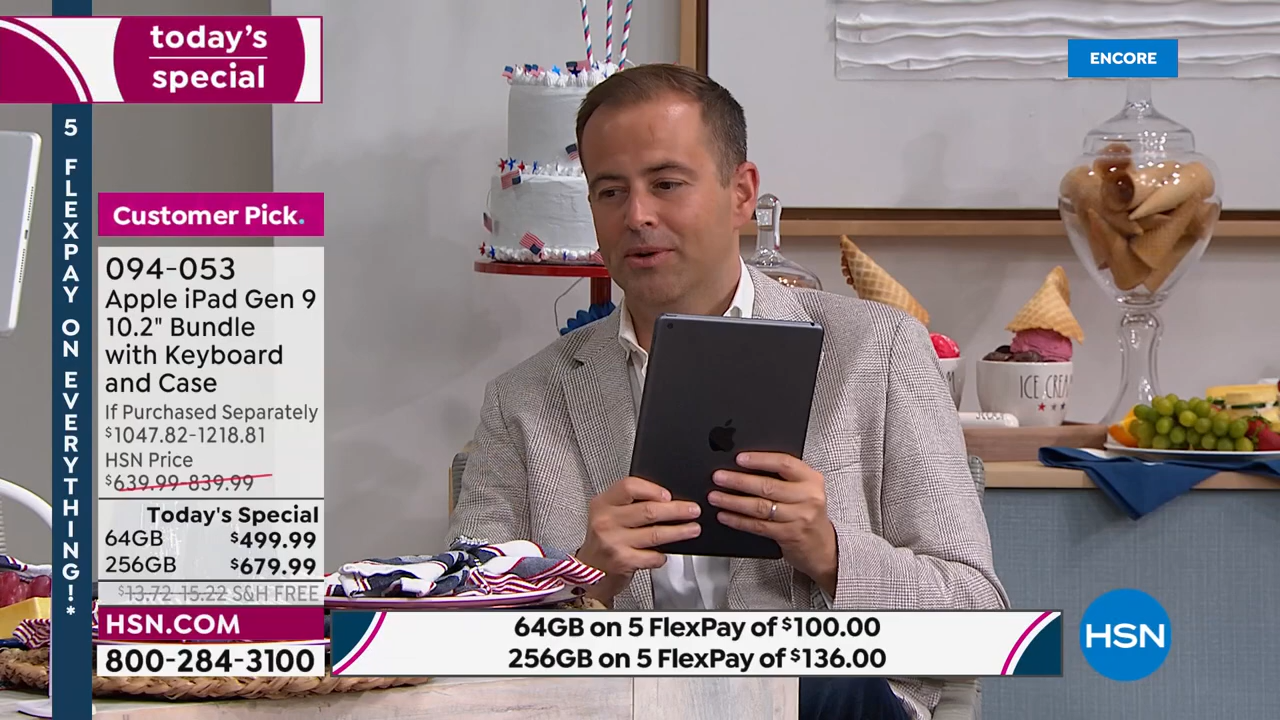 today's
special
ENCORE
5 FLEXPAY ON EVERYTHING!*
Customer Pick.
094-053
Apple iPad Gen 9
10.2" Bundle
with Keyboard
and Case
If Purchased Separately
$1047.82-1218.81
HSN Price
$639.99-839.99
Today's Special
64GB $499.99
256GB $679.99
$13.72-15.22 S&H FREE
HSN.COM
800-284-3100
64GB on 5 FlexPay of $100.00
256GB on 5 FlexPay of $136.00
HSN
ICE CREAM